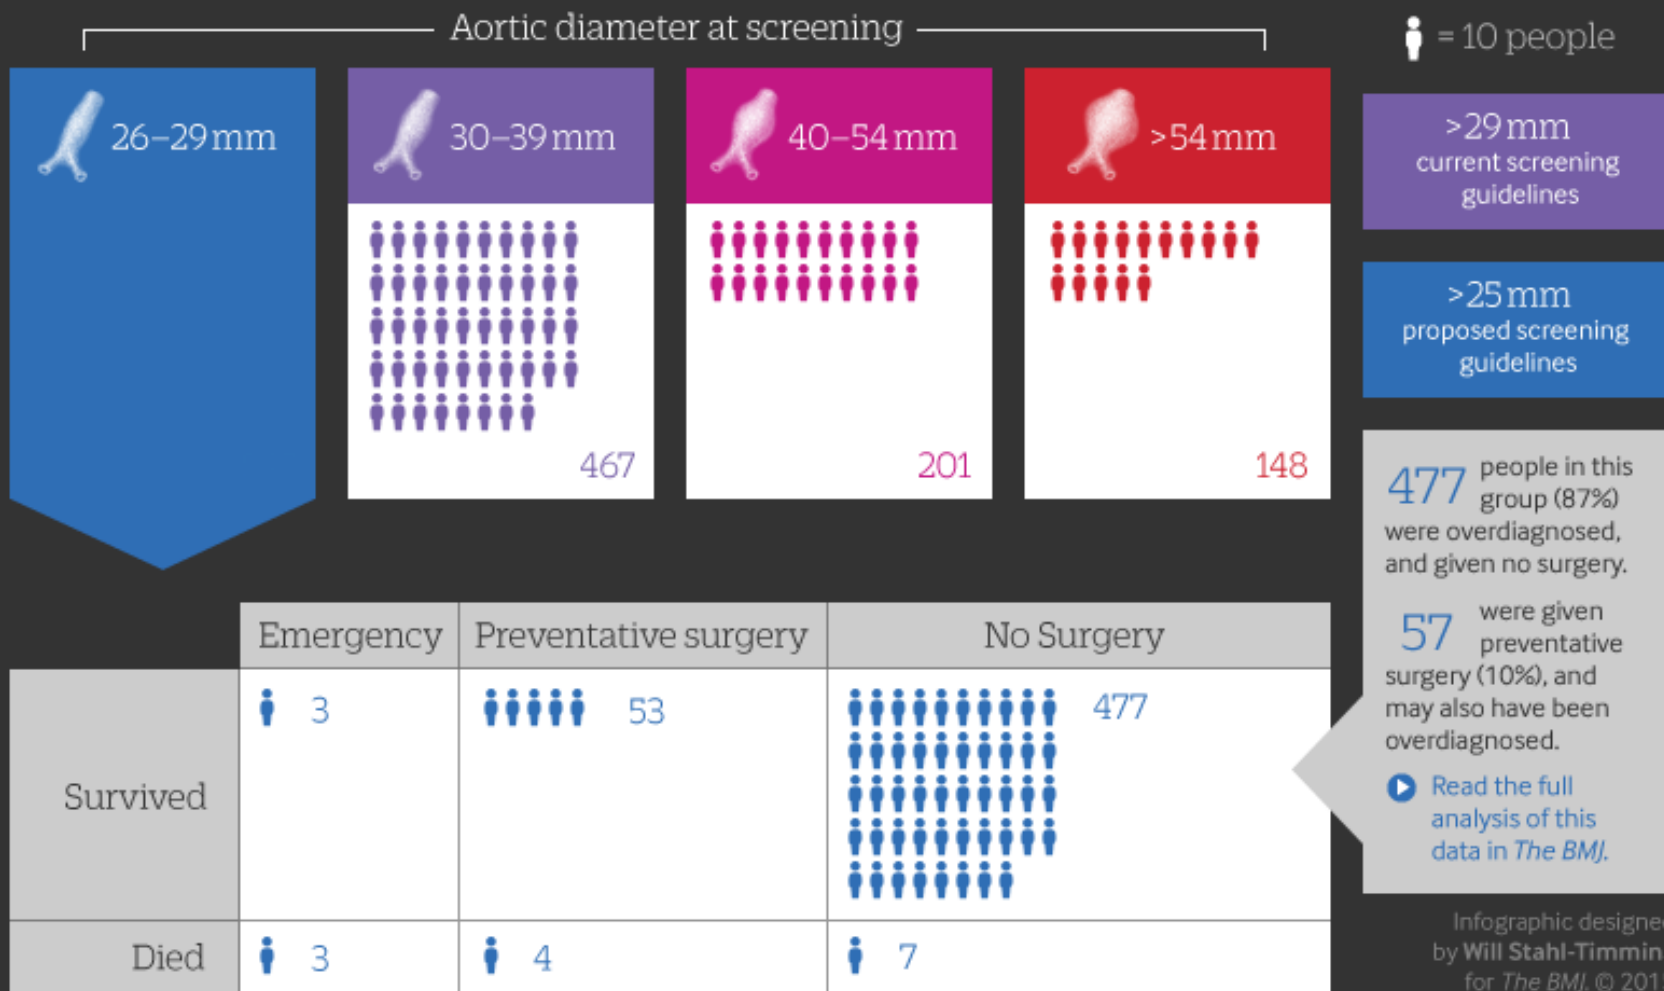 Aortic diameter at screening
= 10 people
26–29 mm
30–39 mm
40–54 mm
>54 mm
>29 mm
current screening
guidelines
>25 mm
proposed screening
guidelines
467
201
148
477 people in this
group (87%)
were overdiagnosed,
and given no surgery.
57 were given
preventative
surgery (10%), and
may also have been
overdiagnosed.
Read the full
analysis of this
data in The BMJ.
Emergency
Preventative surgery
No Surgery
Survived
3
53
477
Died
3
4
7
Infographic designe
by Will Stahl-Timmin
for The BMJ. © 201